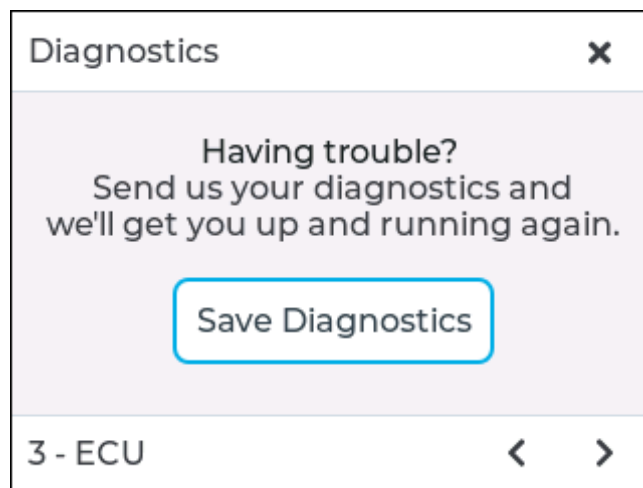 Diagnostics
Having trouble?
Send us your diagnostics and
we'll get you up and running again.
Save Diagnostics
3 - ECU